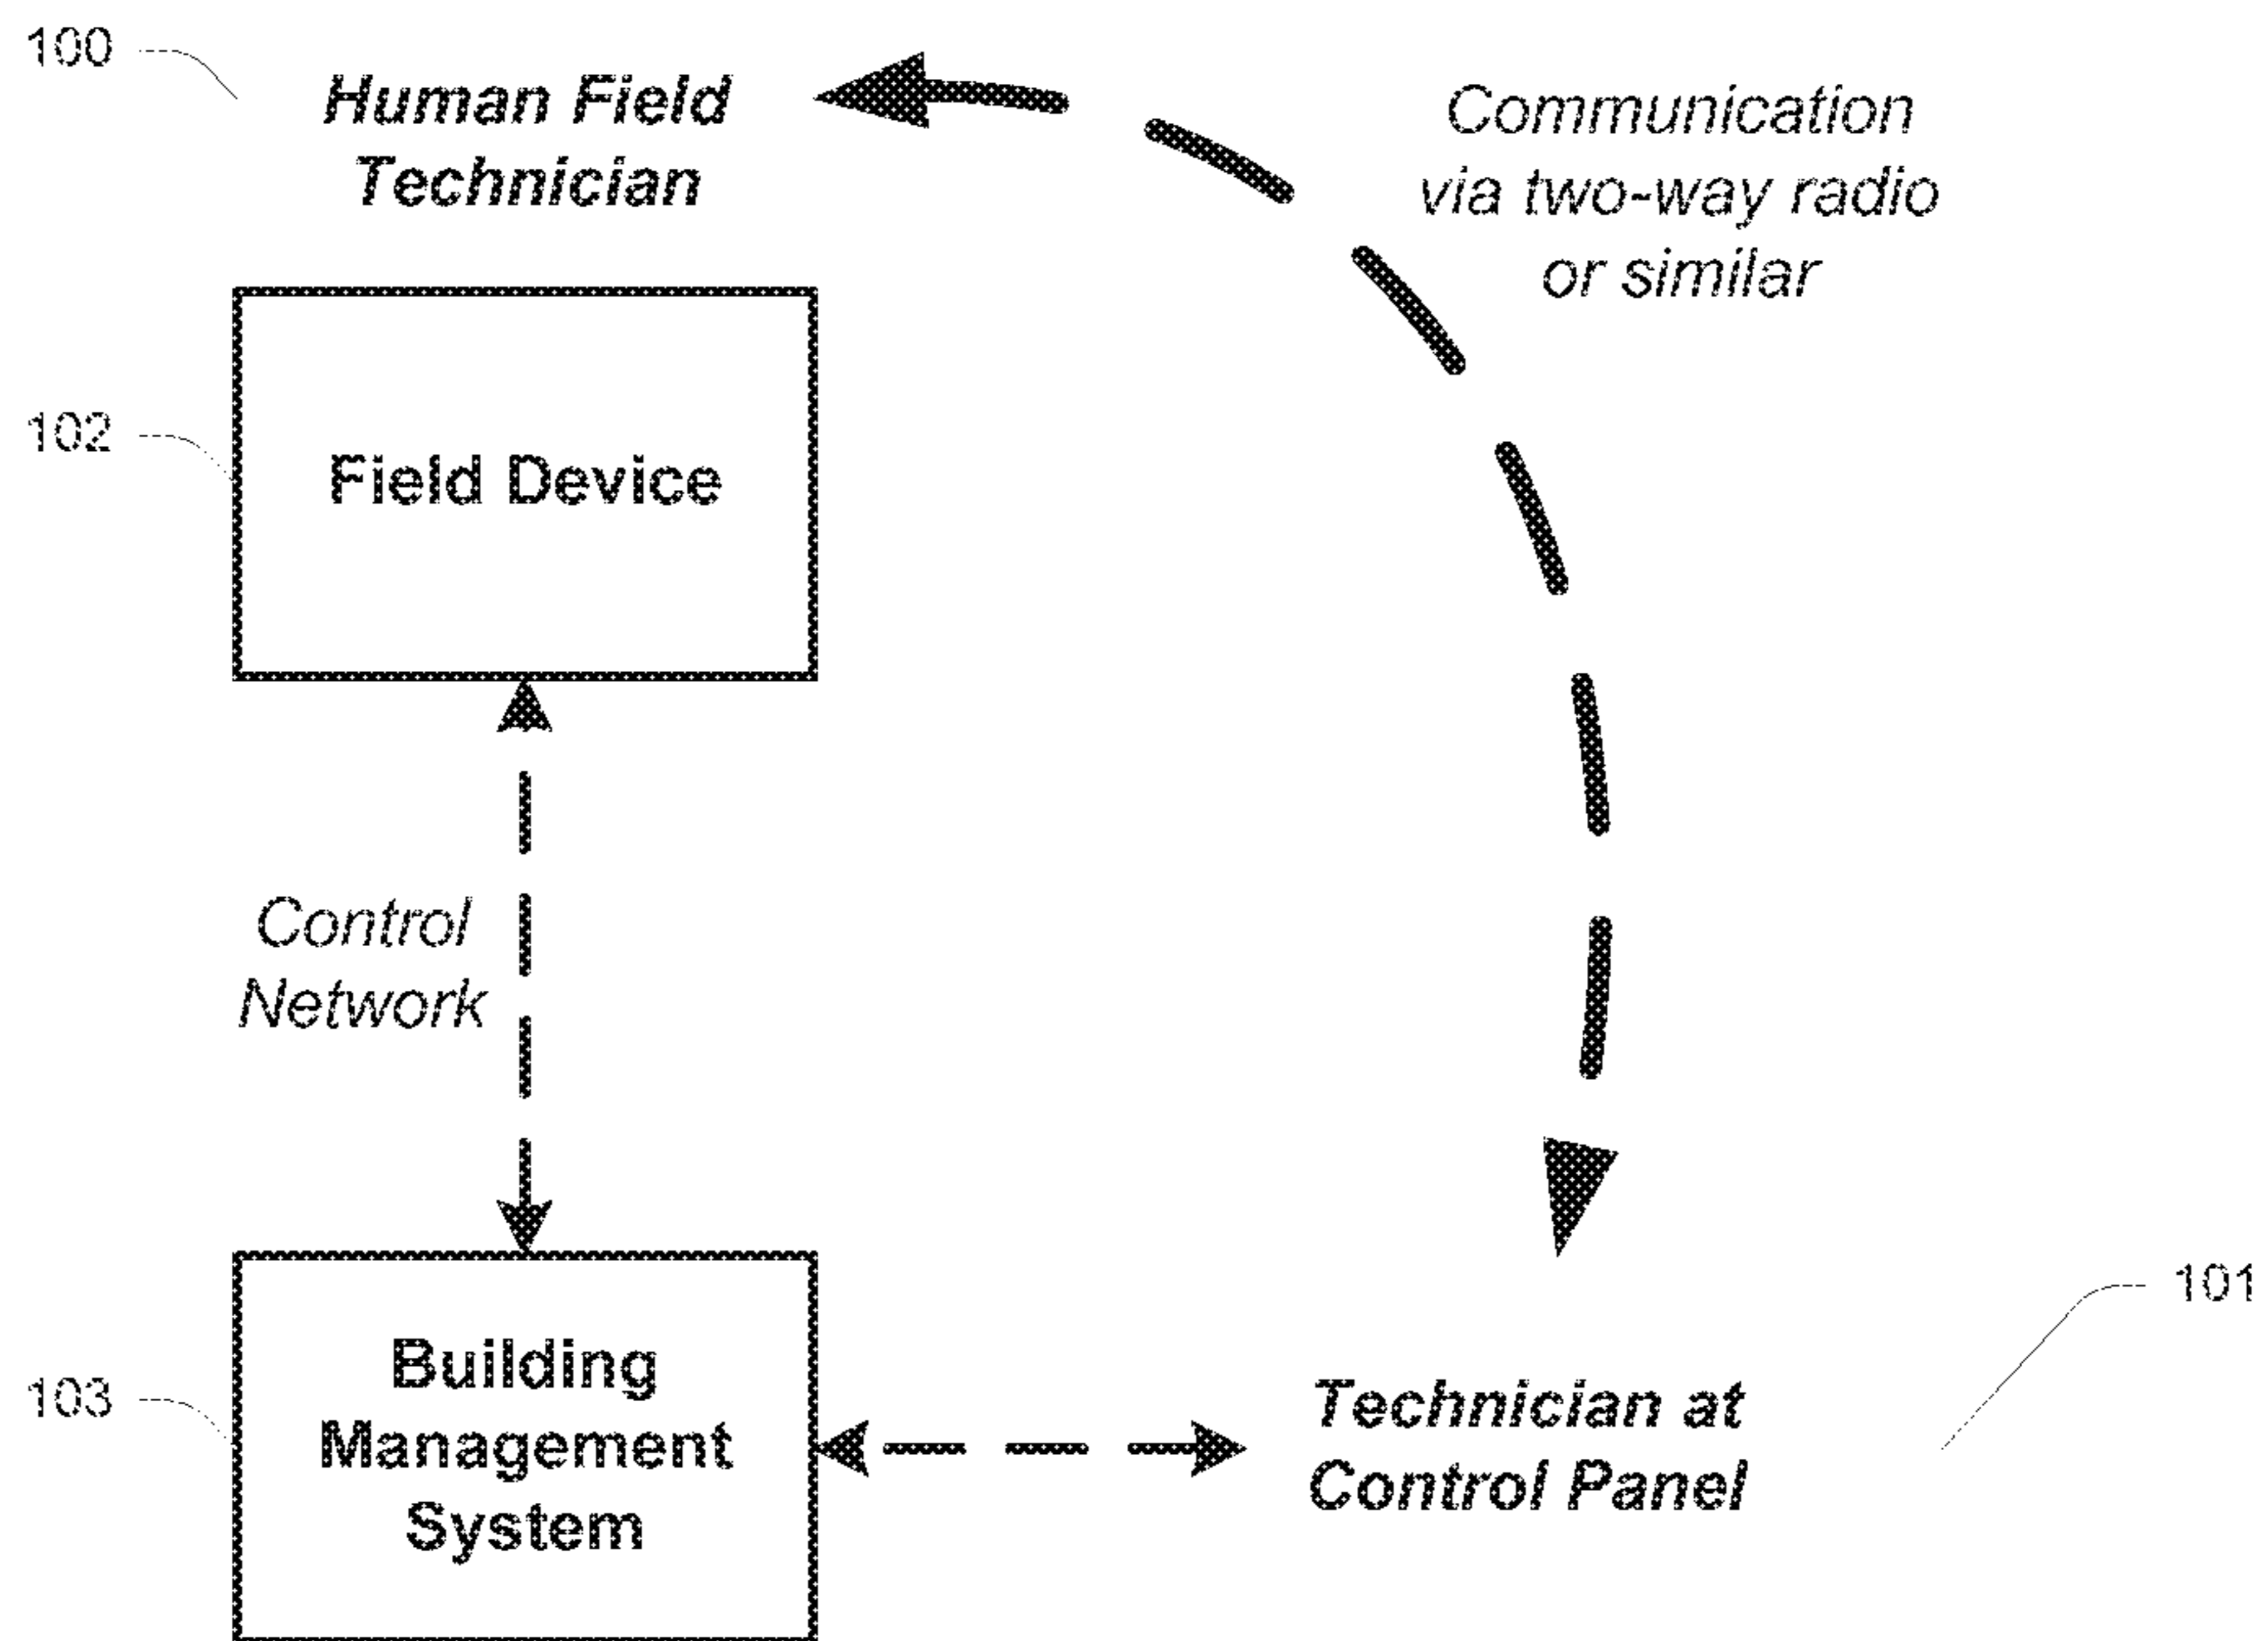 100
Human Field
Technician
Communication
via two-way radio
or similar
102
Field Device
Control
Network
101
103
Building
Management
System
Technician at
Control Panel